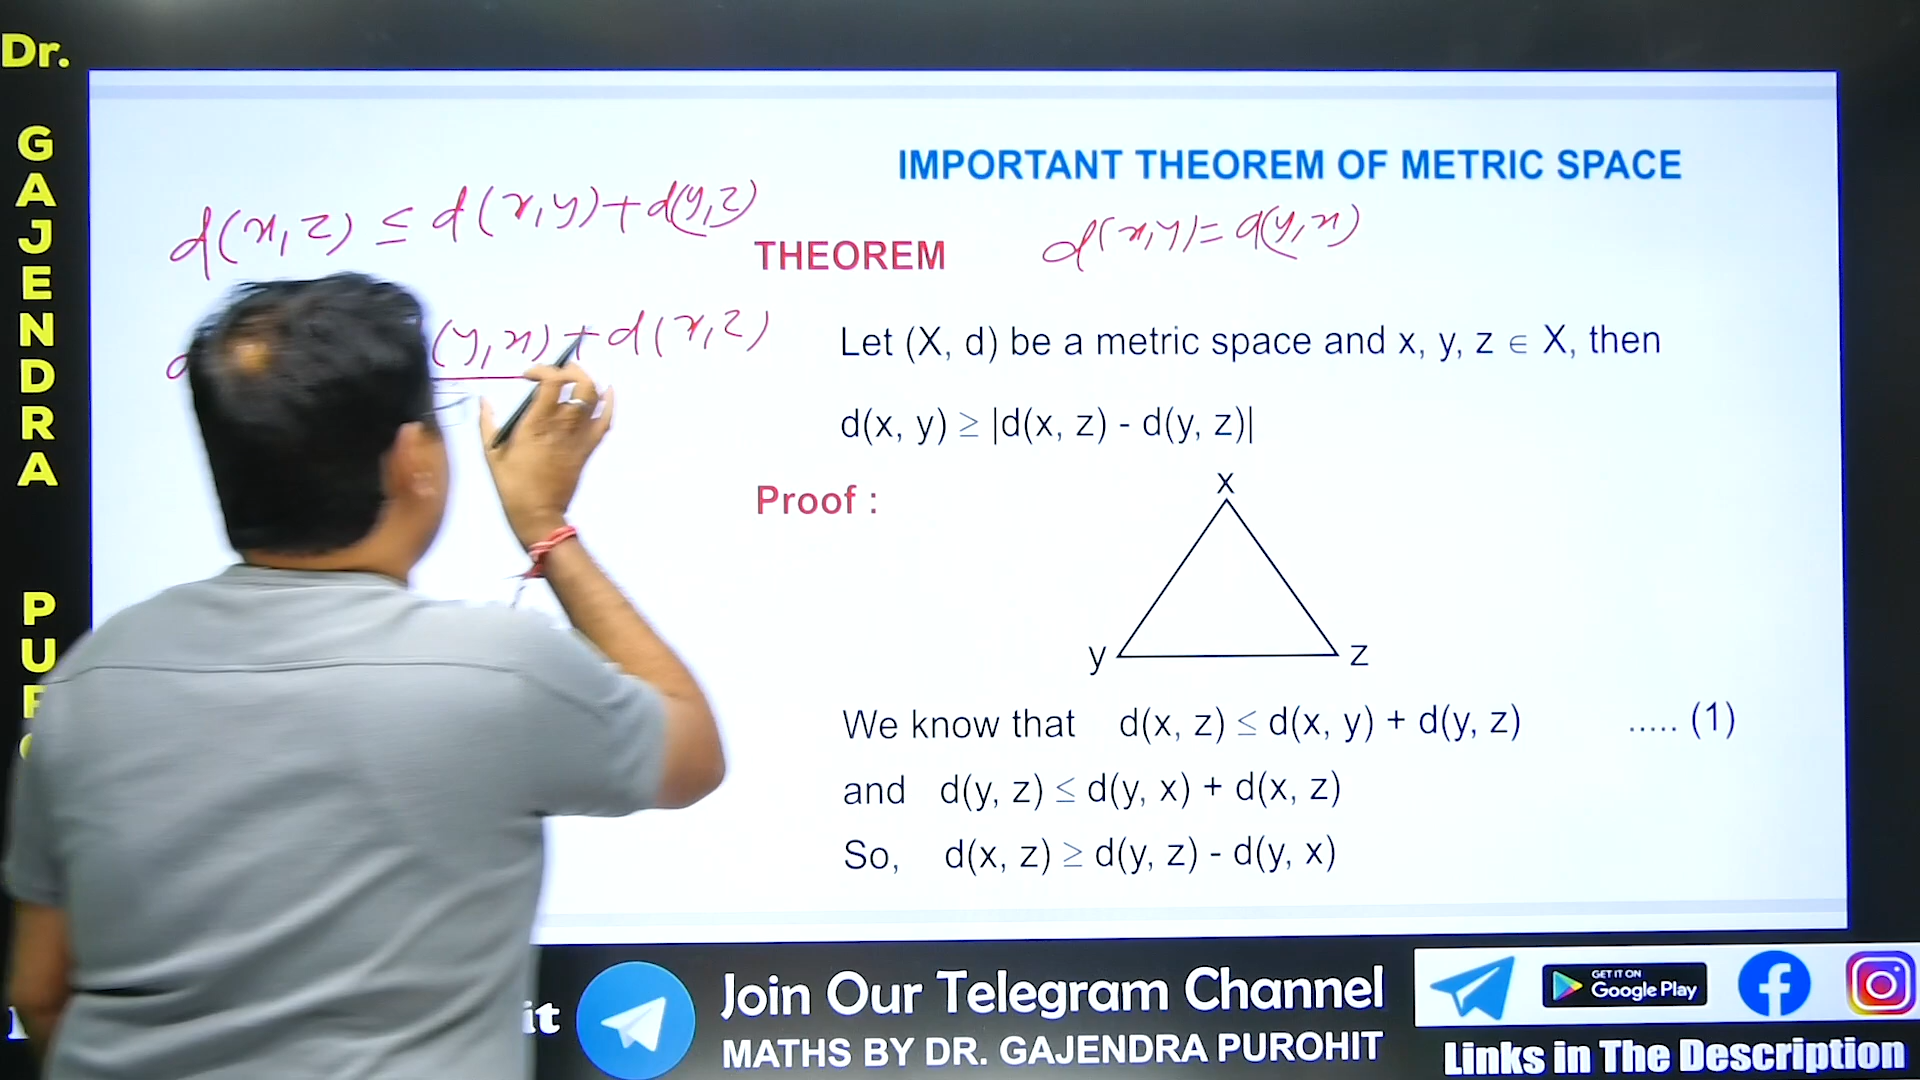 Dr.
GAJENDRA
PU
IMPORTANT THEOREM OF METRIC SPACE
d(x,z) ≤ d(x,y)+d(y,z)
d(x,y)=d(y,x)
THEOREM
(y,x)+d(x,z)
Let (X, d) be a metric space and x, y, z ∈ X, then
d(x, y) ≥ |d(x, z) - d(y, z)|
Proof :
x
y
z
We know that d(x, z) ≤ d(x, y) + d(y, z) ..... (1)
and d(y, z) ≤ d(y, x) + d(x, z)
So, d(x, z) ≥ d(y, z) - d(y, x)
it
Join Our Telegram Channel
MATHS BY DR. GAJENDRA PUROHIT
GET IT ON
Google Play
Links in The Description